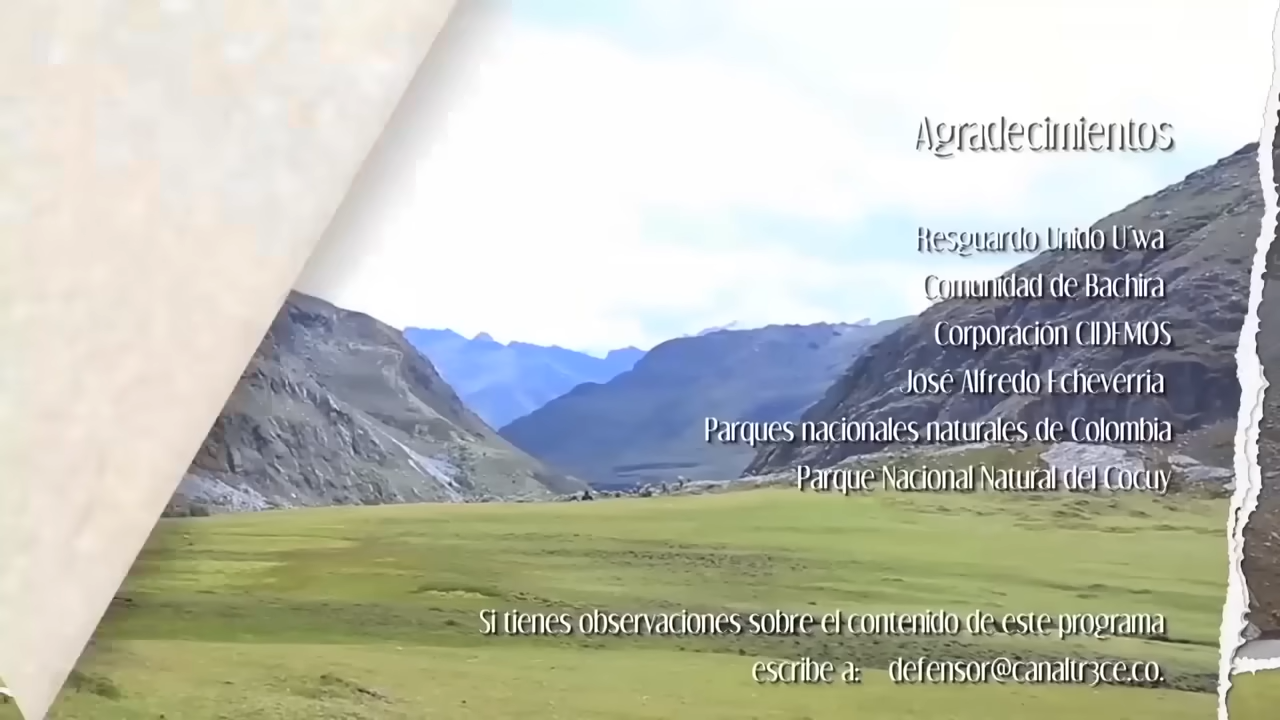 Agradecimientos
Resguardo Unido U´wa
Comunidad de Bachira
Corporación CIDEMOS
José Alfredo Echeverria
Parques nacionales naturales de Colombia
Parque Nacional Natural del Cocuy
Si tienes observaciones sobre el contenido de este programa
escribe a: defensor@canaltr3ce.co.